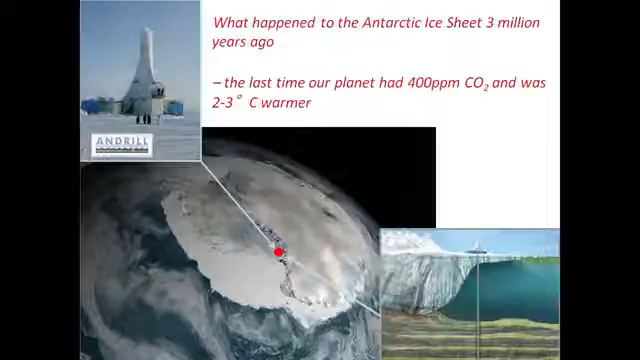 What happened to the Antarctic Ice Sheet 3 million
years ago
– the last time our planet had 400ppm CO₂ and was
2-3° C warmer
ANDRILL